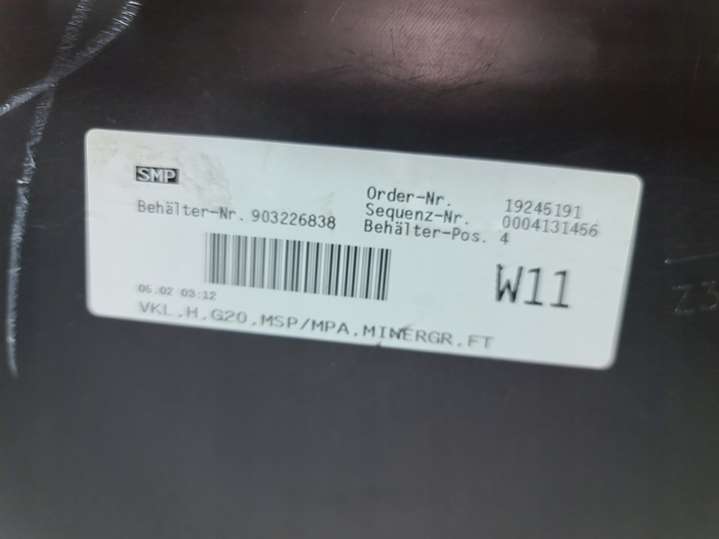 SMP
Order-Nr. 19245191
Sequenz-Nr. 0004131466
Behälter-Nr. 903226838
Behälter-Pos. 4
W11
06.02 03:12
VKL.H.G20.MSP/MPA.MINERGR.FT